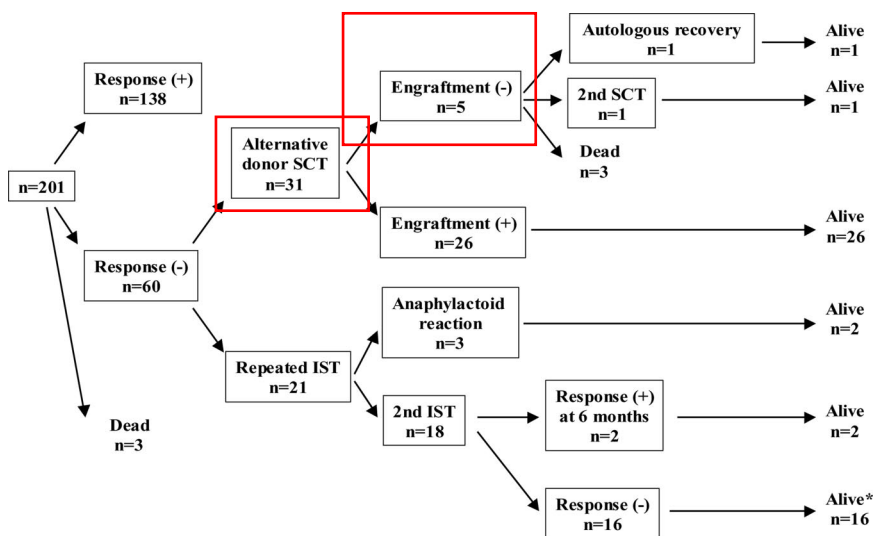 n=201
Response (+)
n=138
Response (-)
n=60
Dead
n=3
Alternative
donor SCT
n=31
Repeated IST
n=21
Engraftment (-)
n=5
Engraftment (+)
n=26
Anaphylactoid
reaction
n=3
2nd IST
n=18
Autologous recovery
n=1
2nd SCT
n=1
Dead
n=3
Response (+)
at 6 months
n=2
Response (-)
n=16
Alive
n=1
Alive
n=1
Alive
n=26
Alive
n=2
Alive
n=2
Alive*
n=16